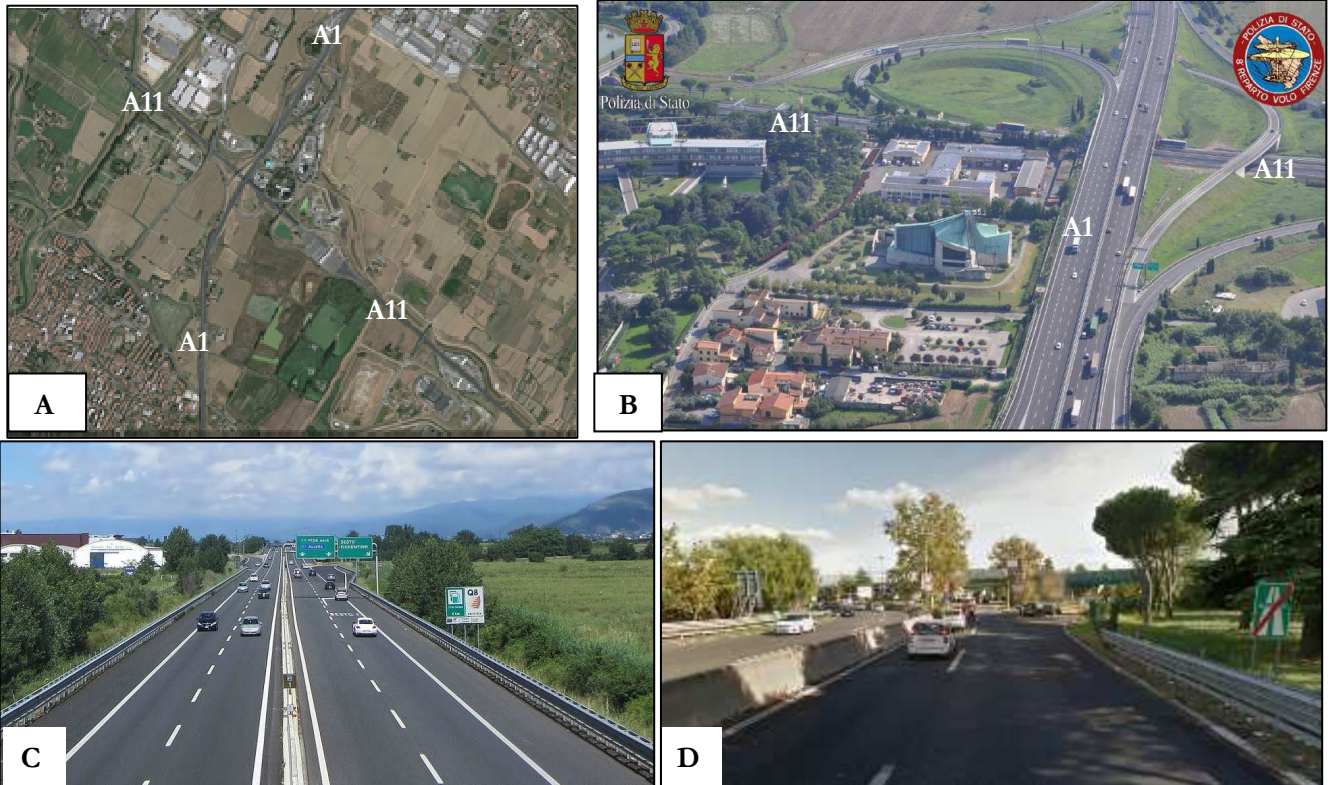 A1
A11
A11
A1
A
Polizia di Stato
POLIZIA DI STATO
8 REPARTO VOLO FIRENZE
A11
A11
A1
B
PISA nord
SESTO
FIORENTINO
Q8
SESTO
C
D